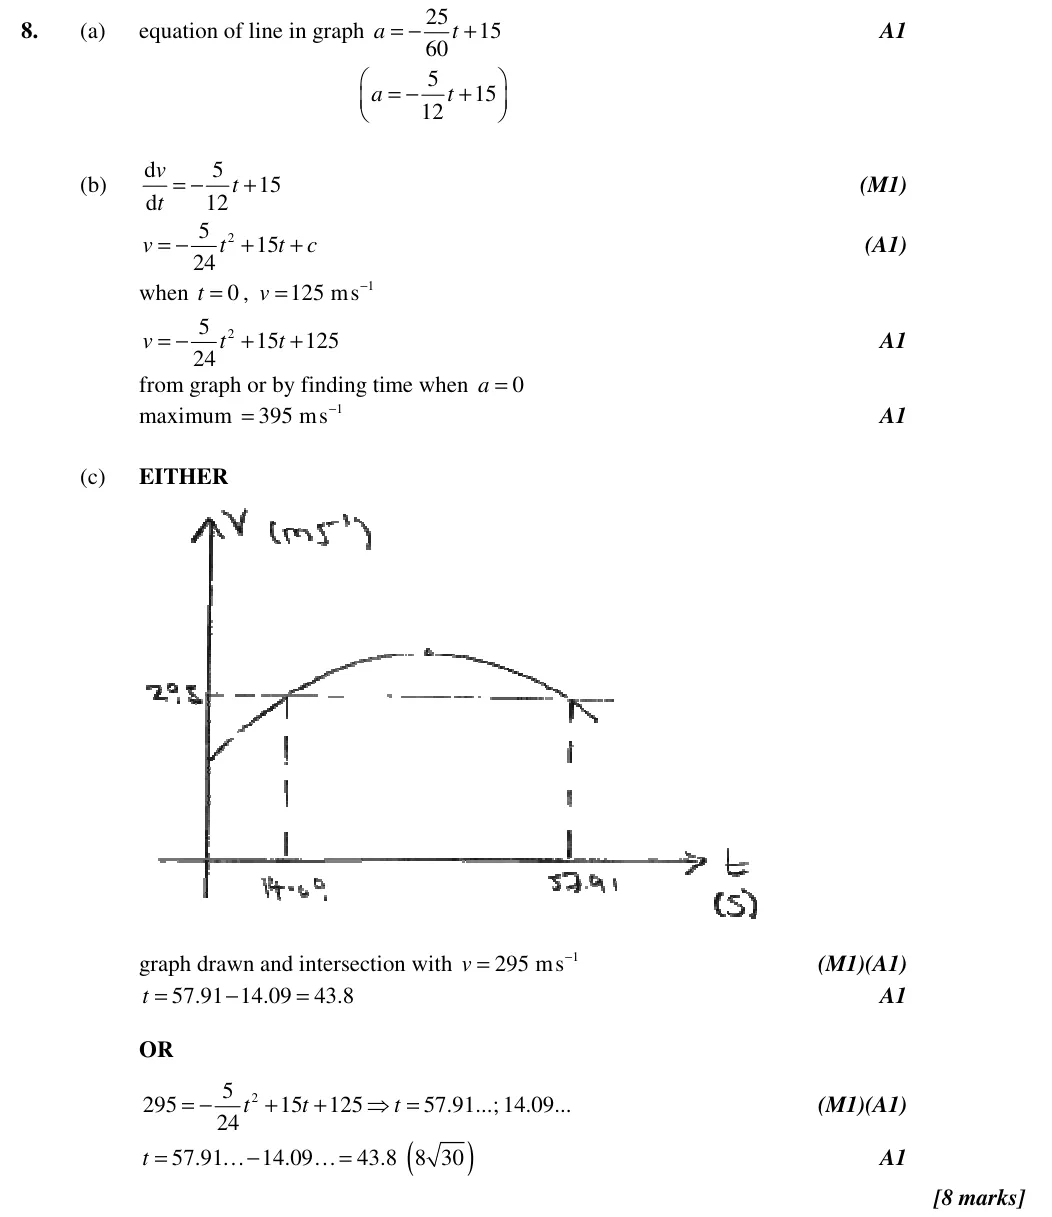 8. (a) equation of line in graph a = −25/60 t + 15 A1
(a = −5/12 t + 15)
(b) dv/dt = −5/12 t + 15 (M1)
v = −5/24 t² + 15t + c (A1)
when t = 0 , v = 125 ms⁻¹
v = −5/24 t² + 15t + 125 A1
from graph or by finding time when a = 0
maximum = 395 ms⁻¹ A1
(c) EITHER
V (ms⁻¹)
295
14.09 57.91
t
(s)
graph drawn and intersection with v = 295 ms⁻¹ (M1)(A1)
t = 57.91 − 14.09 = 43.8 A1
OR
295 = −5/24 t² + 15t + 125 ⇒ t = 57.91...; 14.09... (M1)(A1)
t = 57.91… − 14.09… = 43.8 (8√30) A1
[8 marks]